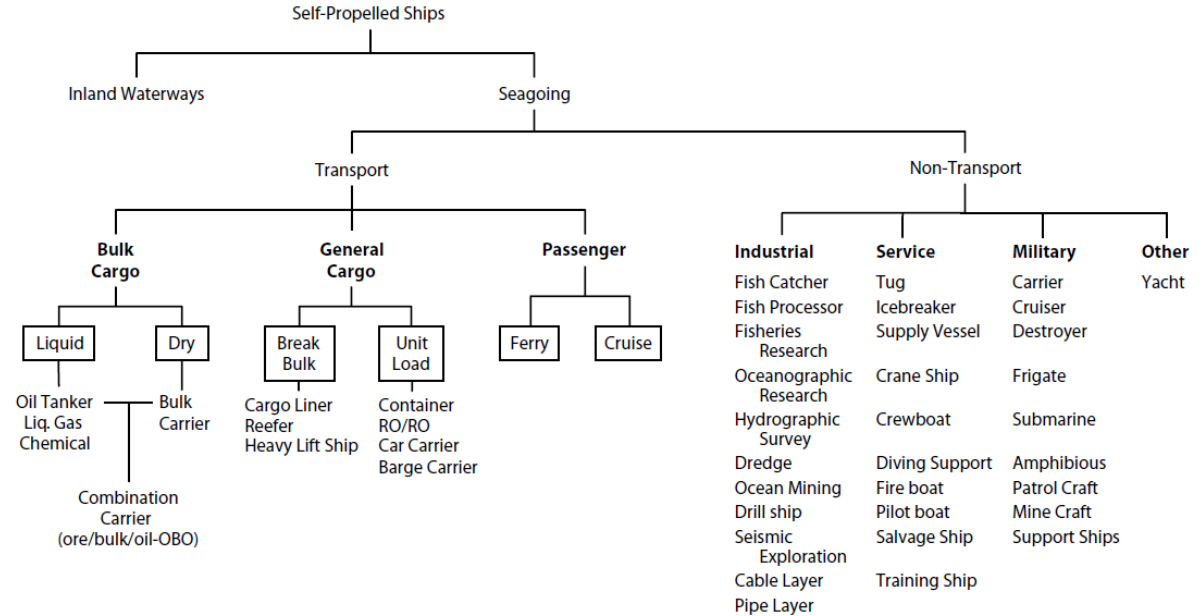 Self-Propelled Ships
Inland Waterways
Seagoing
Transport
Non-Transport
Bulk
Cargo
General
Cargo
Passenger
Liquid
Dry
Break
Bulk
Unit
Load
Ferry
Cruise
Oil Tanker
Liq. Gas
Chemical
Bulk
Carrier
Combination
Carrier
(ore/bulk/oil-OBO)
Cargo Liner
Reefer
Heavy Lift Ship
Container
RO/RO
Car Carrier
Barge Carrier
Industrial
Fish Catcher
Fish Processor
Fisheries
Research
Oceanographic
Research
Hydrographic
Survey
Dredge
Ocean Mining
Drill ship
Seismic
Exploration
Cable Layer
Pipe Layer
Service
Tug
Icebreaker
Supply Vessel
Crane Ship
Crewboat
Diving Support
Fire boat
Pilot boat
Salvage Ship
Training Ship
Military
Carrier
Cruiser
Destroyer
Frigate
Submarine
Amphibious
Patrol Craft
Mine Craft
Support Ships
Other
Yacht